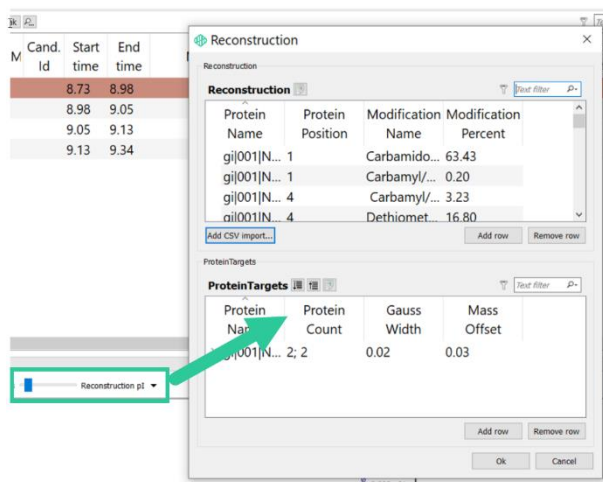 Cand. Start End
M Id time time
8.73 8.98
8.98 9.05
9.05 9.13
9.13 9.34
Reconstruction pI
Reconstruction
Reconstruction
Reconstruction Text filter
Protein Protein Modification Modification
Name Position Name Percent
gi|001|N... 1 Carbamido... 63.43
gi|001|N... 1 Carbamyl/... 0.20
gi|001|N... 4 Carbamyl/... 3.23
gi|001|N... 4 Dethiomet... 16.80
Add CSV import... Add row Remove row
ProteinTargets
ProteinTargets Text filter
Protein Protein Gauss Mass
Count Width Offset
2; 2 0.02 0.03
Add row Remove row
Ok Cancel